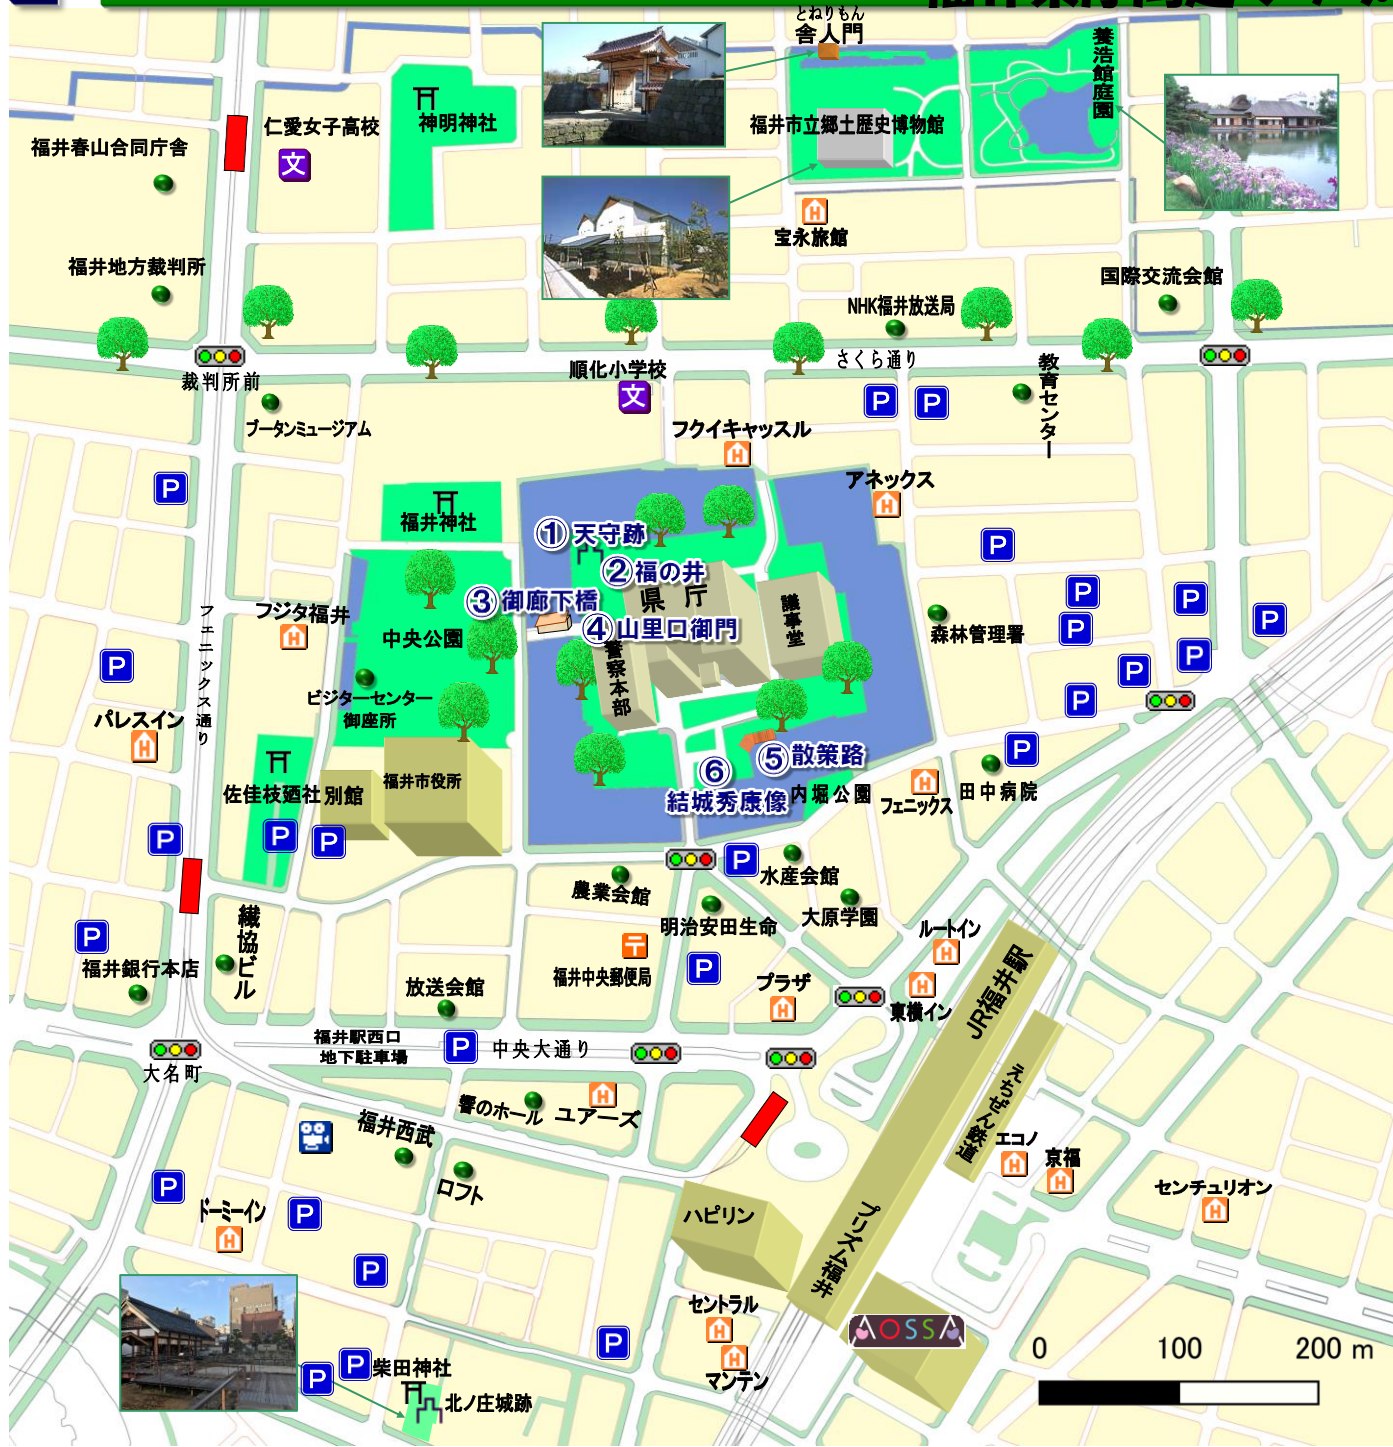 とねりもん
舎人門
養浩館庭園
神明神社
仁愛女子高校
文
福井市立郷土歴史博物館
福井春山合同庁舎
H
宝永旅館
福井地方裁判所
国際交流会館
NHK福井放送局
さくら通り
裁判所前
順化小学校
文
教育センター
P
P
ブータンミュージアム
フクイキャッスル
H
アネックス
H
P
福井神社
① 天守跡
② 福の井
県庁
③ 御廊下橋
④ 山里口御門
議事堂
警察本部
P
P
P
P
P
P
P
P
フェニックス通り
フジタ福井
H
中央公園
森林管理署
P
ビジターセンター
御座所
パレスイン
H
⑤ 散策路
⑥
結城秀康像
内堀公園
P
フェニックス
H
田中病院
佐佳枝廼社
別館
福井市役所
P
P
P
P
水産会館
農業会館
明治安田生命
大原学園
繊協ビル
P
福井銀行本店
福井中央郵便局
P
ルートイン
H
東横イン
H
プラザ
H
JR福井駅
放送会館
福井駅西口
地下駐車場
P
中央大通り
大名町
えちぜん鉄道
響のホール
ユアーズ
H
福井西武
ロフト
エコノ
H
京福
H
センチュリオン
H
P
ドーミーイン
H
P
P
ハピリン
プリズム福井
セントラル
H
マンテン
H
AOSSA
P
P
P
柴田神社
北ノ庄城跡
0 100 200 m